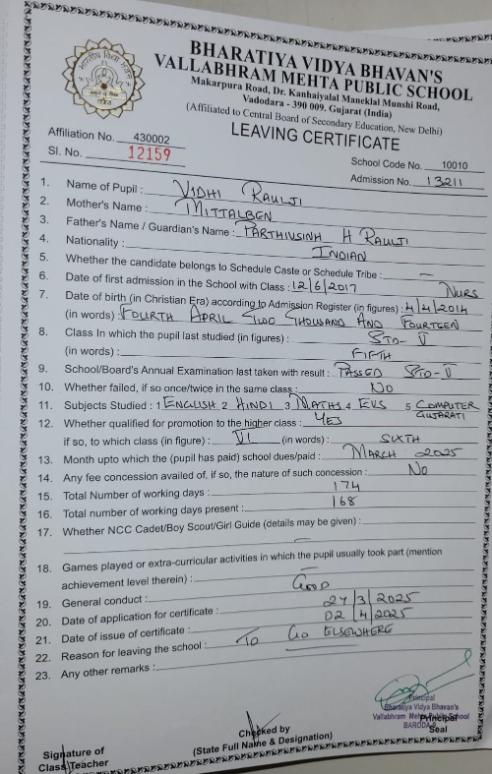 BHARATIYA VIDYA BHAVAN'S
VALLABHRAM MEHTA PUBLIC SCHOOL
Makarpura Road, Dr. Kanhaiyalal Maneklal Munshi Road,
Vadodara - 390 009. Gujarat (India)
(Affiliated to Central Board of Secondary Education, New Delhi)
LEAVING CERTIFICATE
Affiliation No. 430002
School Code No. 10010
Sl. No. 12159
Admission No. 13211
1. Name of Pupil : VIDHI RAULJI
2. Mother's Name : MITTALBEN
3. Father's Name / Guardian's Name : PARTHIVSINH H RAULJI
4. Nationality : INDIAN
5. Whether the candidate belongs to Schedule Caste or Schedule Tribe : —
6. Date of first admission in the School with Class : 12/6/2017 NURS
7. Date of birth (in Christian Era) according to Admission Register (in figures) : 4/4/2014
(in words) : FOURTH APRIL TWO THOUSAND AND FOURTEEN
8. Class In which the pupil last studied (in figures) : STD- V
(in words) : FIFTH
9. School/Board's Annual Examination last taken with result : PASSED STD-V
10. Whether failed, if so once/twice in the same class : NO
11. Subjects Studied : 1 ENGLISH 2 HINDI 3 MATHS 4 EVS 5 COMPUTER
GUJARATI
12. Whether qualified for promotion to the higher class : YES
if so, to which class (in figure) : VI (in words) : SIXTH
13. Month upto which the (pupil has paid) school dues/paid : MARCH 2025
14. Any fee concession availed of, if so, the nature of such concession : No
15. Total Number of working days : 174
16. Total number of working days present : 168
17. Whether NCC Cadet/Boy Scout/Girl Guide (details may be given) :
—
18. Games played or extra-curricular activities in which the pupil usually took part (mention
achievement level therein) : —
19. General conduct : GOOD
20. Date of application for certificate : 27/3/2025
21. Date of issue of certificate : 02/4/2025
22. Reason for leaving the school : TO GO ELSEWHERE
23. Any other remarks : —
Principal
Bharatiya Vidya Bhavan's
Vallabhram Mehta Public School
BARODA
Principal
Seal
Signature of
Class Teacher
Checked by
(State Full Name & Designation)